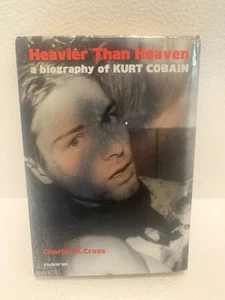 Heavier Than Heaven
a biography of KURT COBAIN
Charles R. Cross